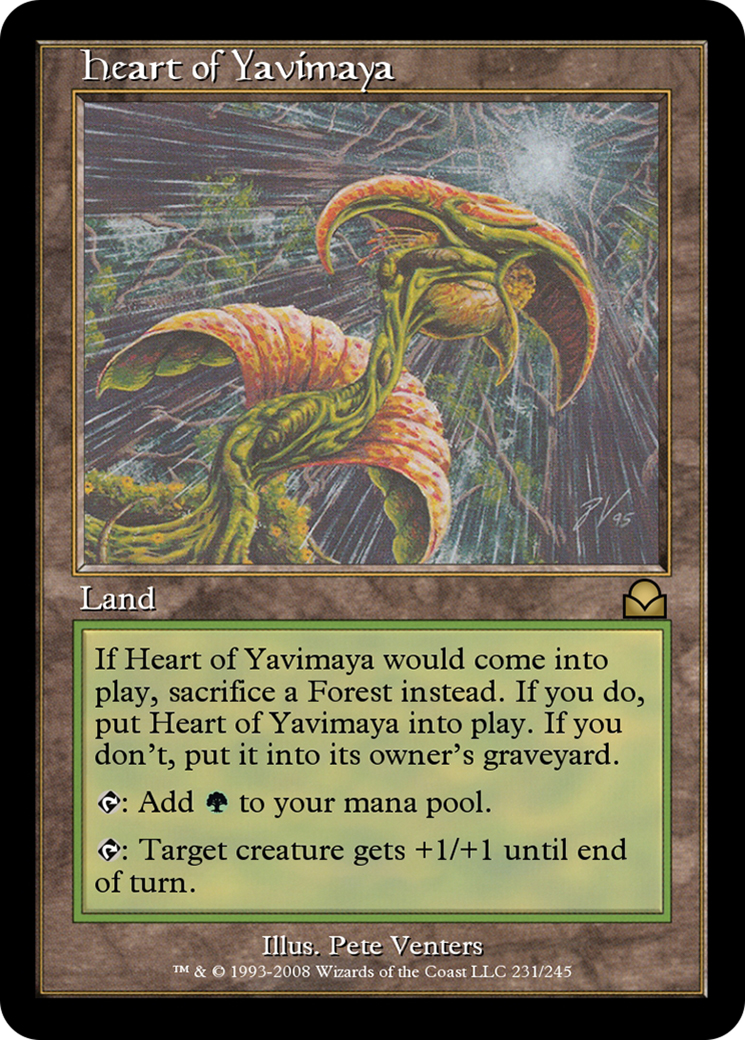 Heart of Yavimaya
PV 95
Land
If Heart of Yavimaya would come into
play, sacrifice a Forest instead. If you do,
put Heart of Yavimaya into play. If you
don't, put it into its owner's graveyard.
: Add to your mana pool.
: Target creature gets +1/+1 until end
of turn.
Illus. Pete Venters
™ & © 1993-2008 Wizards of the Coast LLC 231/245